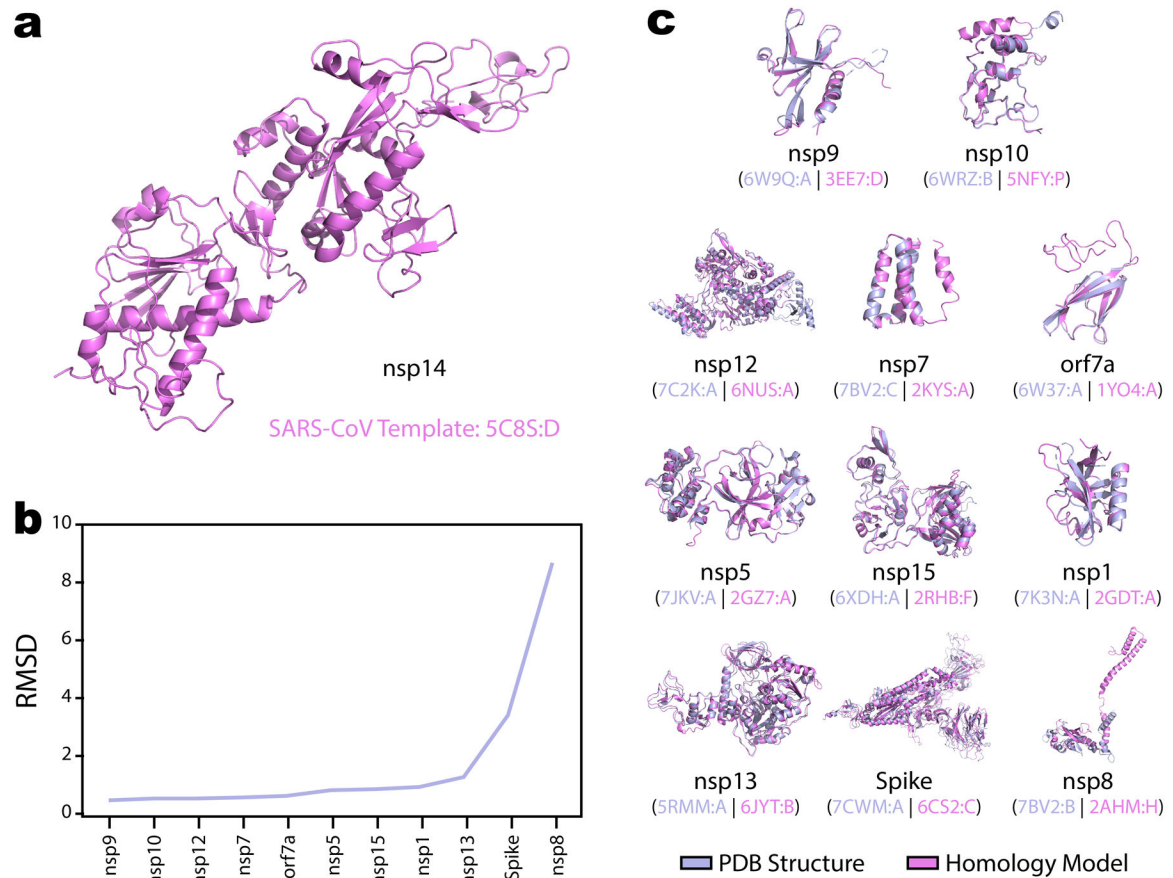 a
nsp14
SARS-CoV Template: 5C8S:D
b
10
8
6
4
2
0
RMSD
nsp9
nsp10
nsp12
nsp7
orf7a
nsp5
nsp15
nsp1
nsp13
Spike
nsp8
c
nsp9 nsp10
(6W9Q:A | 3EE7:D) (6WRZ:B | 5NFY:P)
nsp12 nsp7 orf7a
(7C2K:A | 6NUS:A) (7BV2:C | 2KYS:A) (6W37:A | 1YO4:A)
nsp5 nsp15 nsp1
(7JKV:A | 2GZ7:A) (6XDH:A | 2RHB:F) (7K3N:A | 2GDT:A)
nsp13 Spike nsp8
(5RMM:A | 6JYT:B) (7CWM:A | 6CS2:C) (7BV2:B | 2AHM:H)
PDB Structure Homology Model